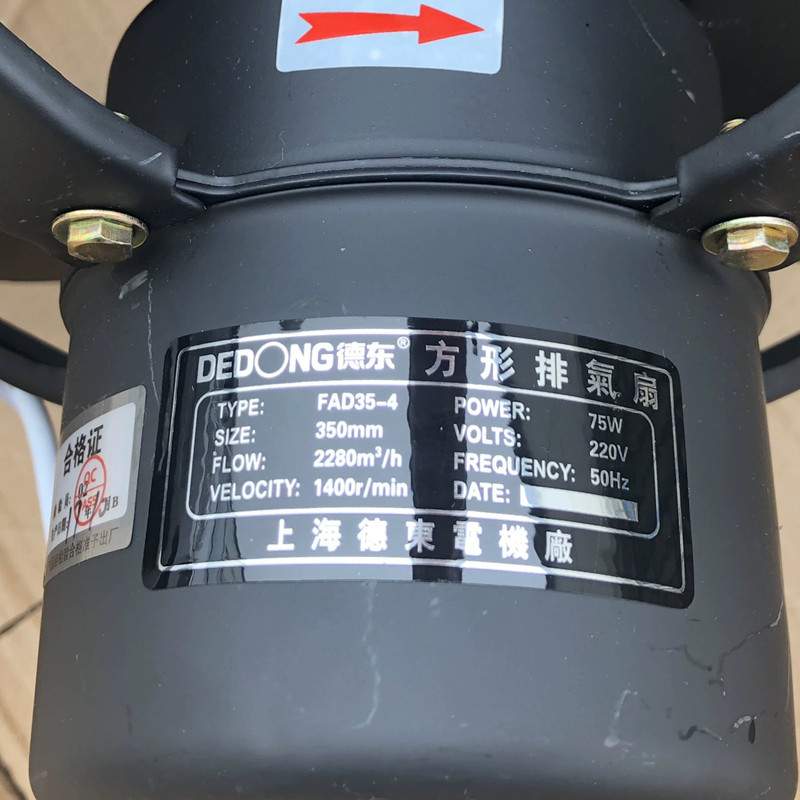 DEDONG德东® 方形排氣扇
TYPE: FAD35-4
SIZE: 350mm
FLOW: 2280m³/h
VELOCITY: 1400r/min
POWER: 75W
VOLTS: 220V
FREQUENCY: 50Hz
DATE:
上海德東電機廠
合格证
QC
PASS